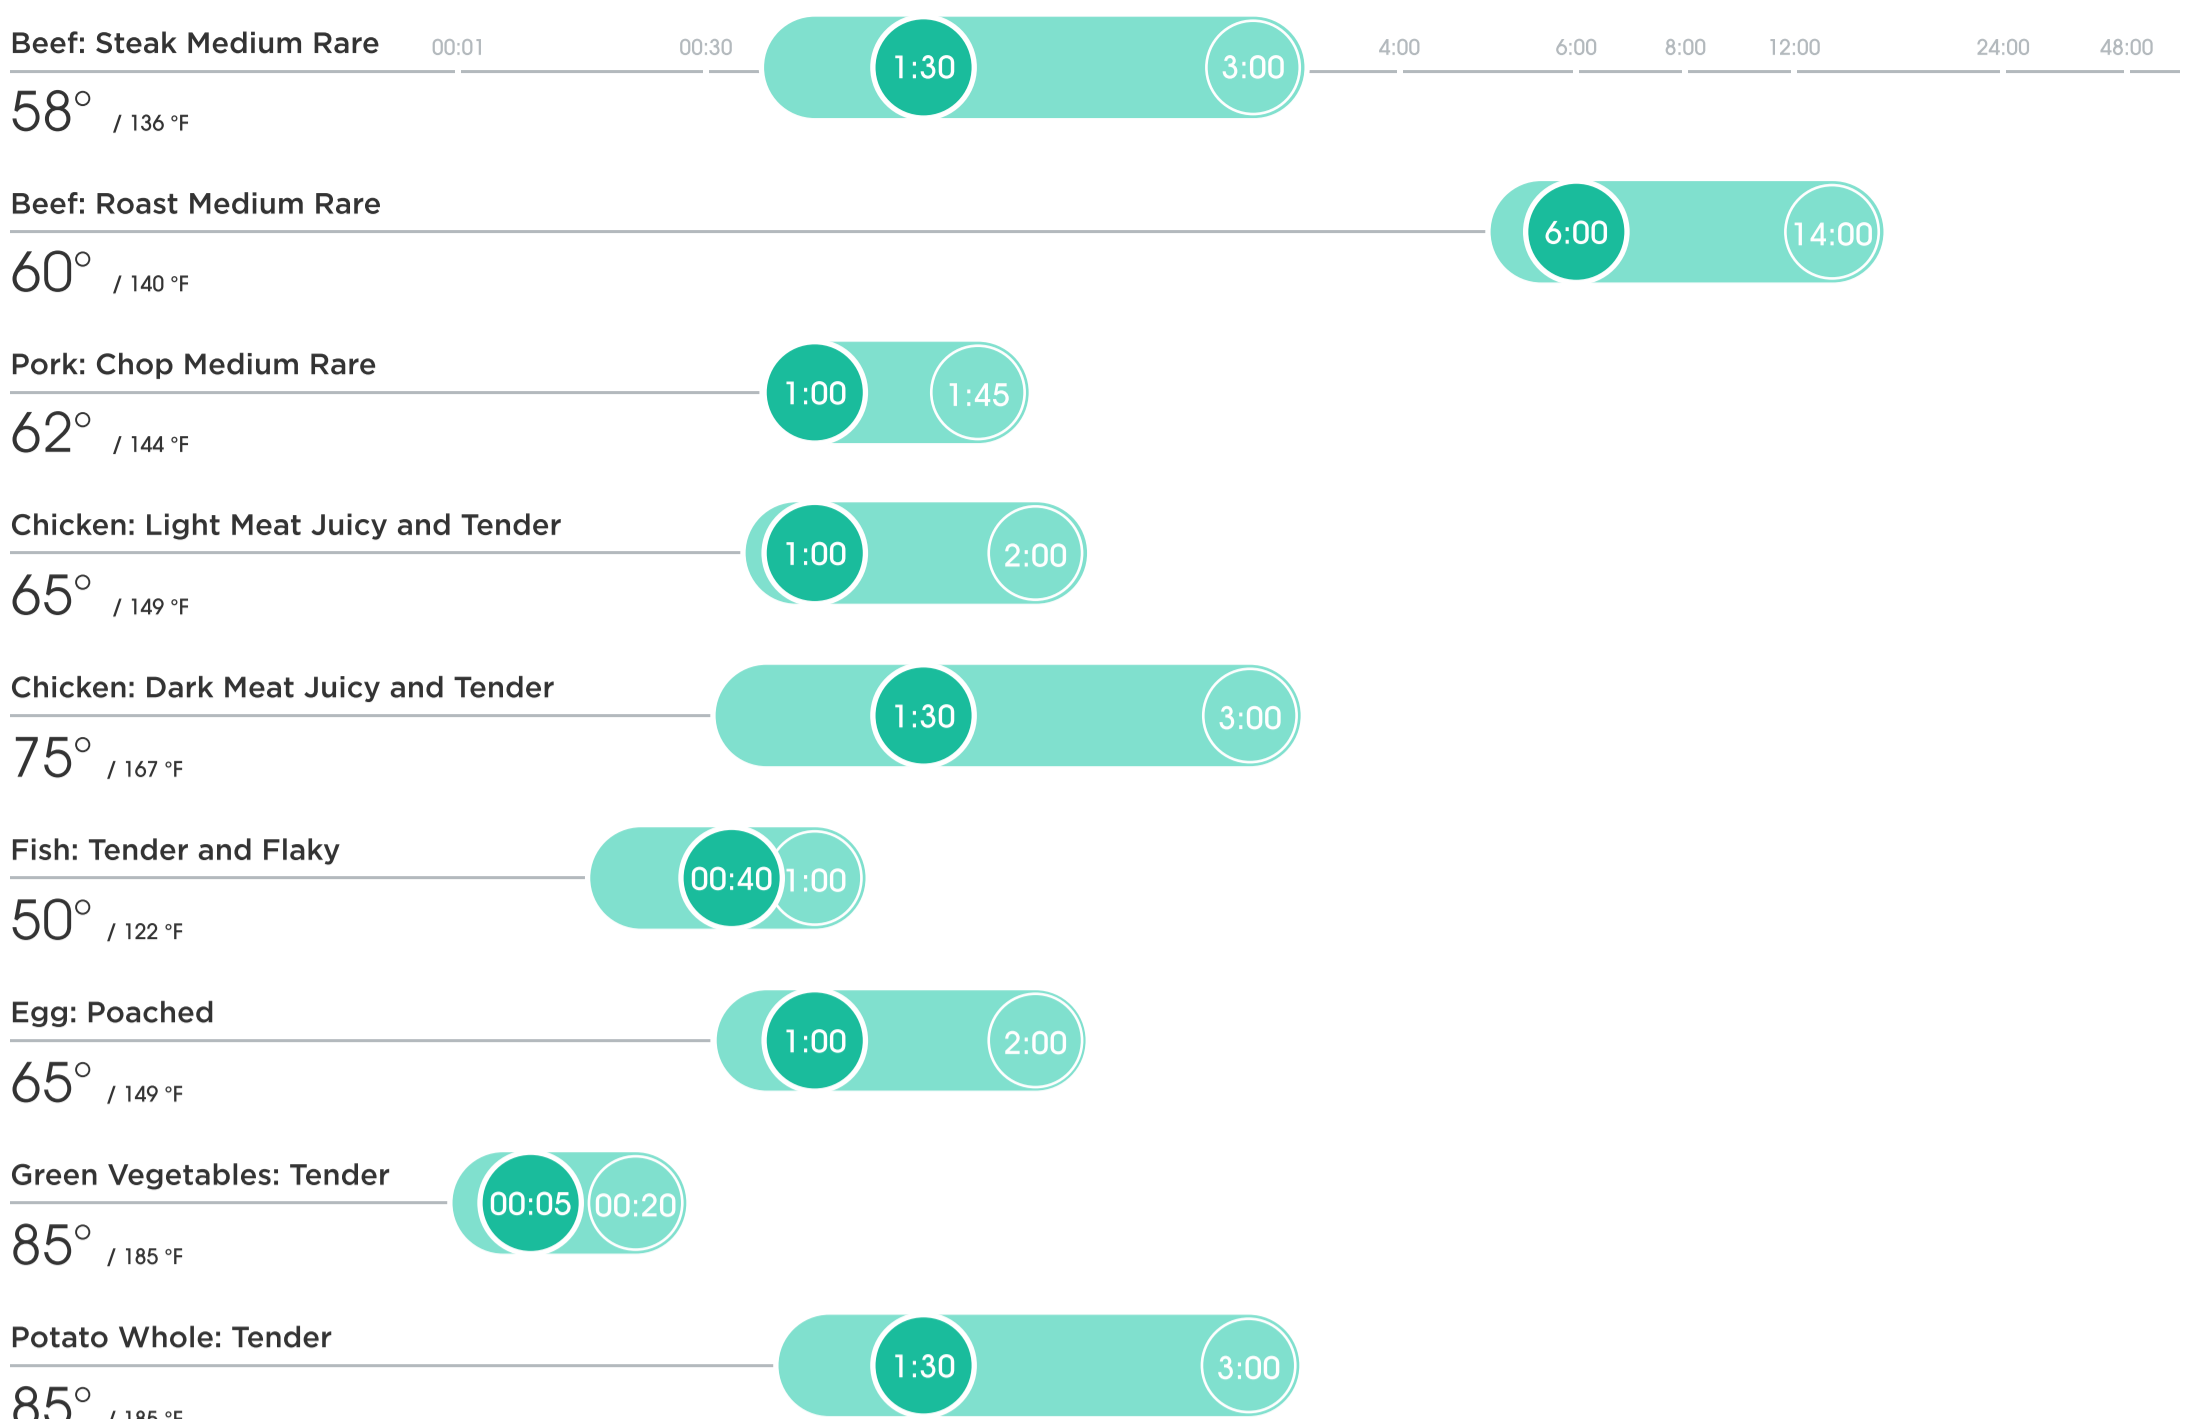 Beef: Steak Medium Rare 00:01 00:30 1:30 3:00 4:00 6:00 8:00 12:00 24:00 48:00
58° / 136 °F
Beef: Roast Medium Rare 6:00 14:00
60° / 140 °F
Pork: Chop Medium Rare 1:00 1:45
62° / 144 °F
Chicken: Light Meat Juicy and Tender 1:00 2:00
65° / 149 °F
Chicken: Dark Meat Juicy and Tender 1:30 3:00
75° / 167 °F
Fish: Tender and Flaky 00:40 1:00
50° / 122 °F
Egg: Poached 1:00 2:00
65° / 149 °F
Green Vegetables: Tender 00:05 00:20
85° / 185 °F
Potato Whole: Tender 1:30 3:00
85° / 185 °F